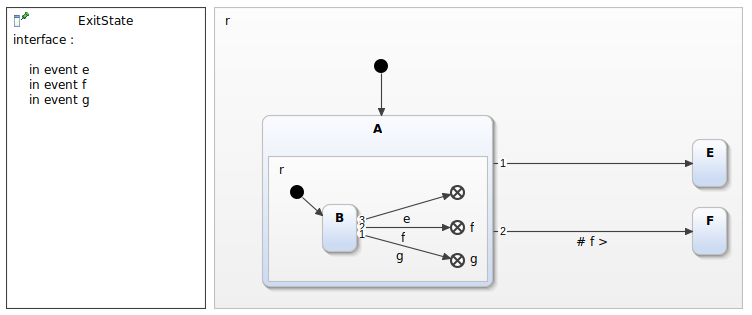 ExitState
interface :
in event e
in event f
in event g
r
A
r
B
3
2
1
e
f
g
f
g
1
E
2
# f >
F